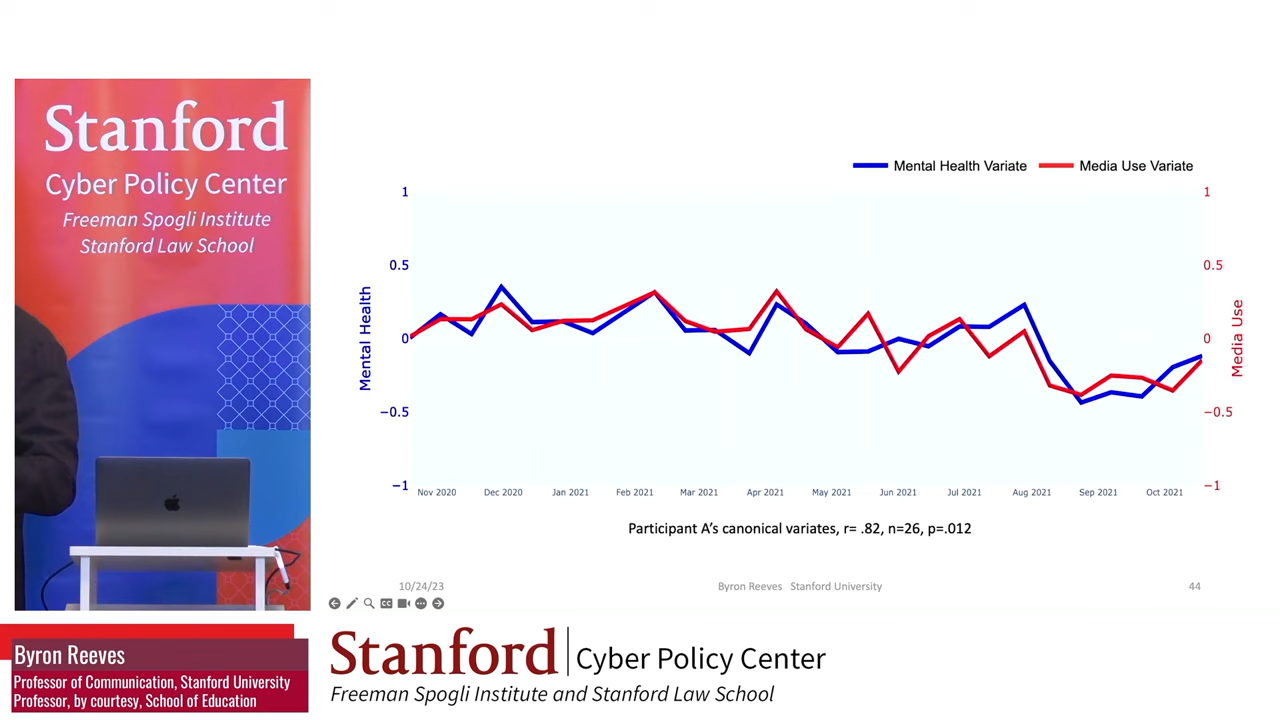 Stanford
Cyber Policy Center
Freeman Spogli Institute
Stanford Law School
Mental Health Variate
Media Use Variate
1
0.5
0
−0.5
−1
Mental Health
1
0.5
0
−0.5
−1
Media Use
Nov 2020 Dec 2020 Jan 2021 Feb 2021 Mar 2021 Apr 2021 May 2021 Jun 2021 Jul 2021 Aug 2021 Sep 2021 Oct 2021
Participant A's canonical variates, r= .82, n=26, p=.012
10/24/23
Byron Reeves Stanford University
44
CC
Byron Reeves
Professor of Communication, Stanford University
Professor, by courtesy, School of Education
Stanford
Cyber Policy Center
Freeman Spogli Institute and Stanford Law School